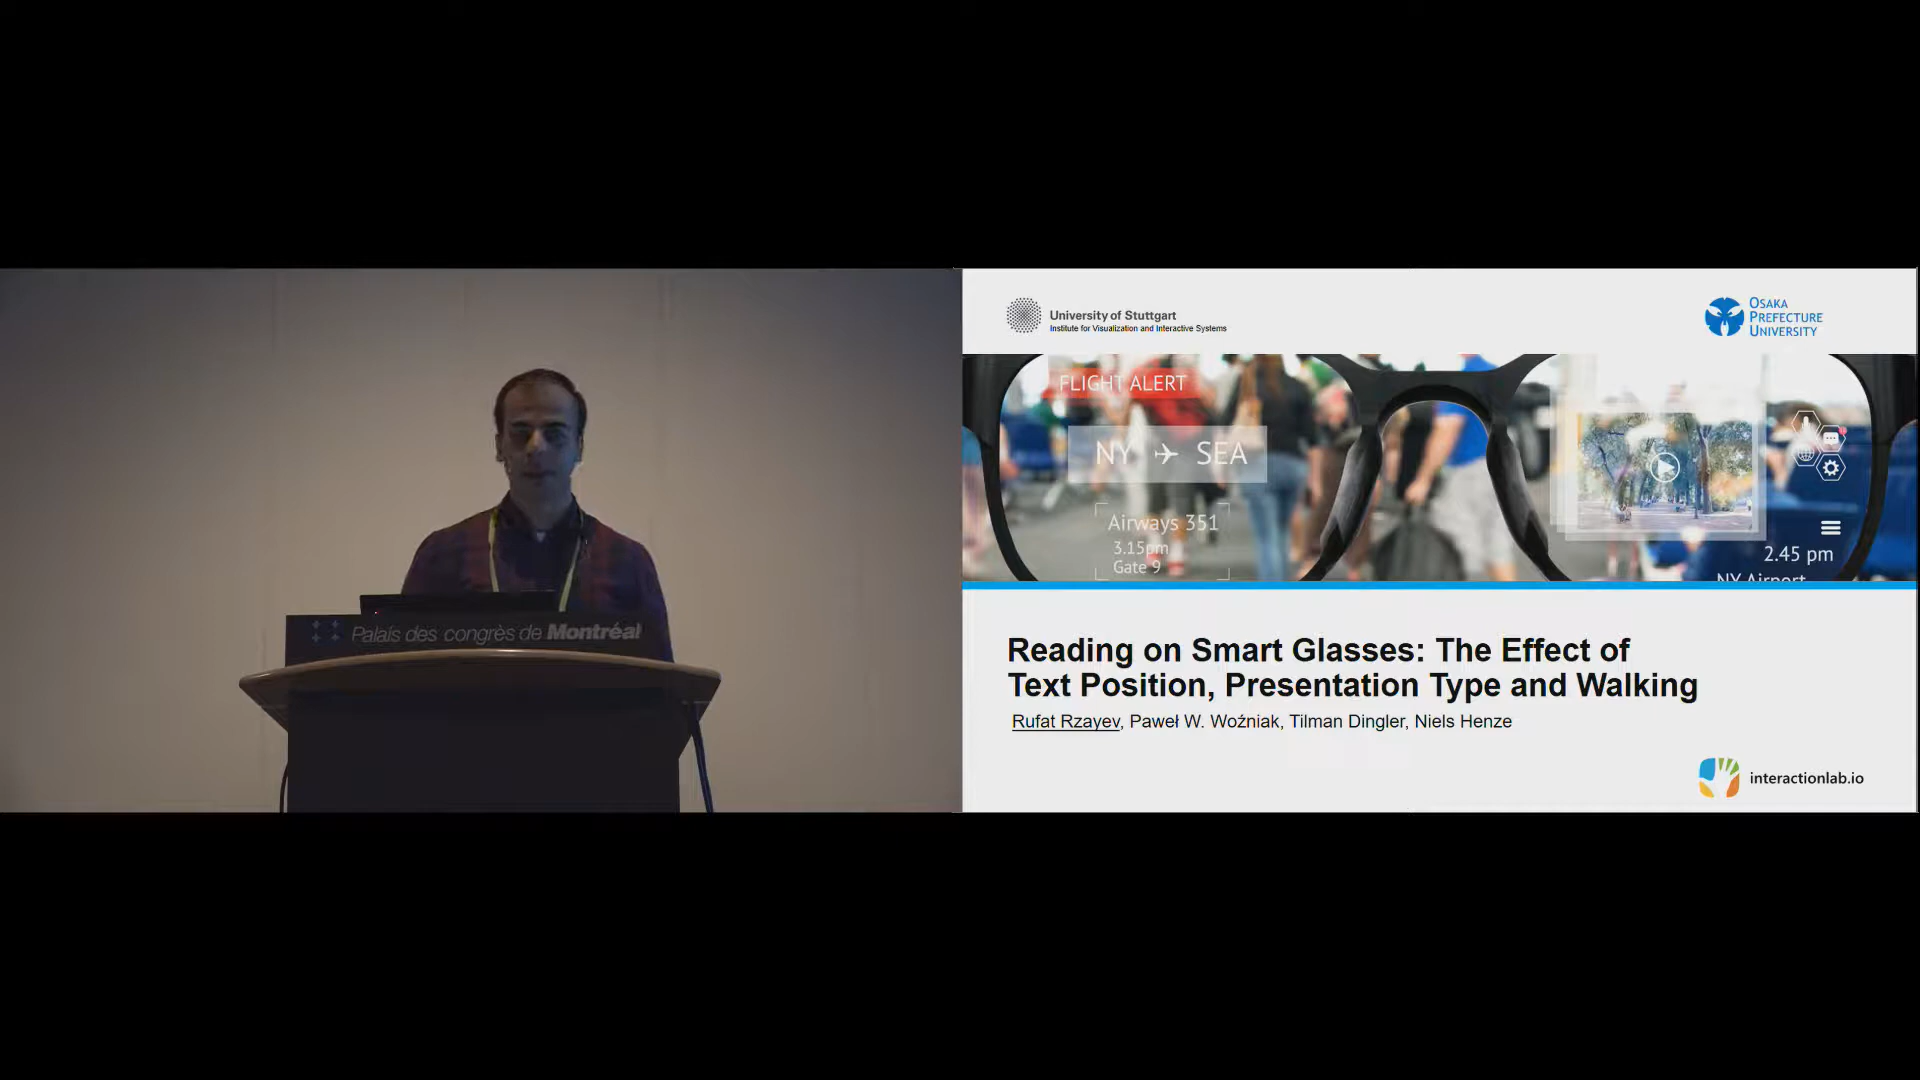 Palais des congrès de Montréal
University of Stuttgart
Institute for Visualization and Interactive Systems
OSAKA
PREFECTURE
UNIVERSITY
FLIGHT ALERT
NY ✈ SEA
Airways 351
3.15pm
Gate 9
2.45 pm
NY Airport
Reading on Smart Glasses: The Effect of
Text Position, Presentation Type and Walking
Rufat Rzayev, Paweł W. Woźniak, Tilman Dingler, Niels Henze
interactionlab.io